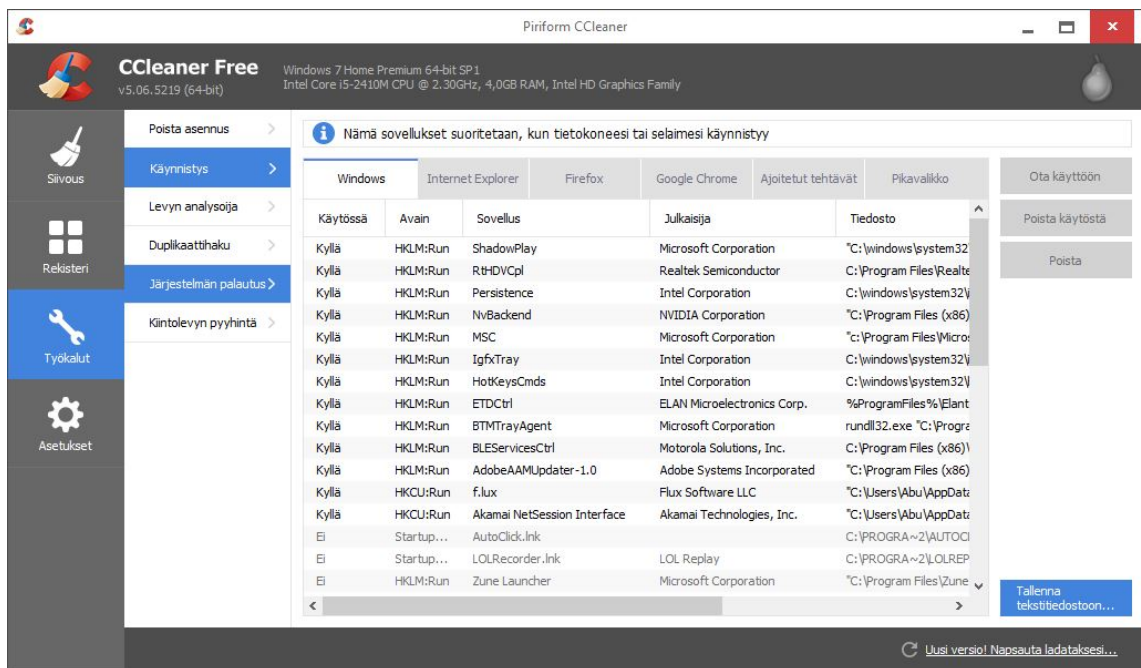 Piriform CCleaner
CCleaner Free
v5.06.5219 (64-bit)
Windows 7 Home Premium 64-bit SP1
Intel Core i5-2410M CPU @ 2.30GHz, 4,0GB RAM, Intel HD Graphics Family
Siivous
Rekisteri
Työkalut
Asetukset
Poista asennus
Käynnistys
Levyn analysoija
Duplikaattihaku
Järjestelmän palautus
Kiintolevyn pyyhintä
Nämä sovellukset suoritetaan, kun tietokoneesi tai selaimesi käynnistyy
Windows Internet Explorer Firefox Google Chrome Ajoitetut tehtävät Pikavalikko
Käytössä Avain Sovellus Julkaisija Tiedosto
Kyllä HKLM:Run ShadowPlay Microsoft Corporation "C:\windows\system32
Kyllä HKLM:Run RtHDVCpl Realtek Semiconductor C:\Program Files\Realte
Kyllä HKLM:Run Persistence Intel Corporation C:\windows\system32\i
Kyllä HKLM:Run NvBackend NVIDIA Corporation "C:\Program Files (x86)
Kyllä HKLM:Run MSC Microsoft Corporation "c:\Program Files\Micros
Kyllä HKLM:Run IgfxTray Intel Corporation C:\windows\system32\i
Kyllä HKLM:Run HotKeysCmds Intel Corporation C:\windows\system32\
Kyllä HKLM:Run ETDCtrl ELAN Microelectronics Corp. %ProgramFiles%\Elant
Kyllä HKLM:Run BTMTrayAgent Microsoft Corporation rundll32.exe "C:\Progra
Kyllä HKLM:Run BLEServicesCtrl Motorola Solutions, Inc. C:\Program Files (x86)\
Kyllä HKLM:Run AdobeAAMUpdater-1.0 Adobe Systems Incorporated "C:\Program Files (x86)
Kyllä HKCU:Run f.lux Flux Software LLC "C:\Users\Abu\AppData
Kyllä HKCU:Run Akamai NetSession Interface Akamai Technologies, Inc. "C:\Users\Abu\AppData
Ei Startup... AutoClick.lnk C:\PROGRA~2\AUTOCl
Ei Startup... LOLRecorder.lnk LOL Replay C:\PROGRA~2\LOLREP
Ei HKLM:Run Zune Launcher Microsoft Corporation "C:\Program Files\Zune
Ota käyttöön
Poista käytöstä
Poista
Tallenna
tekstitiedostoon...
Uusi versio! Napsauta ladataksesi...